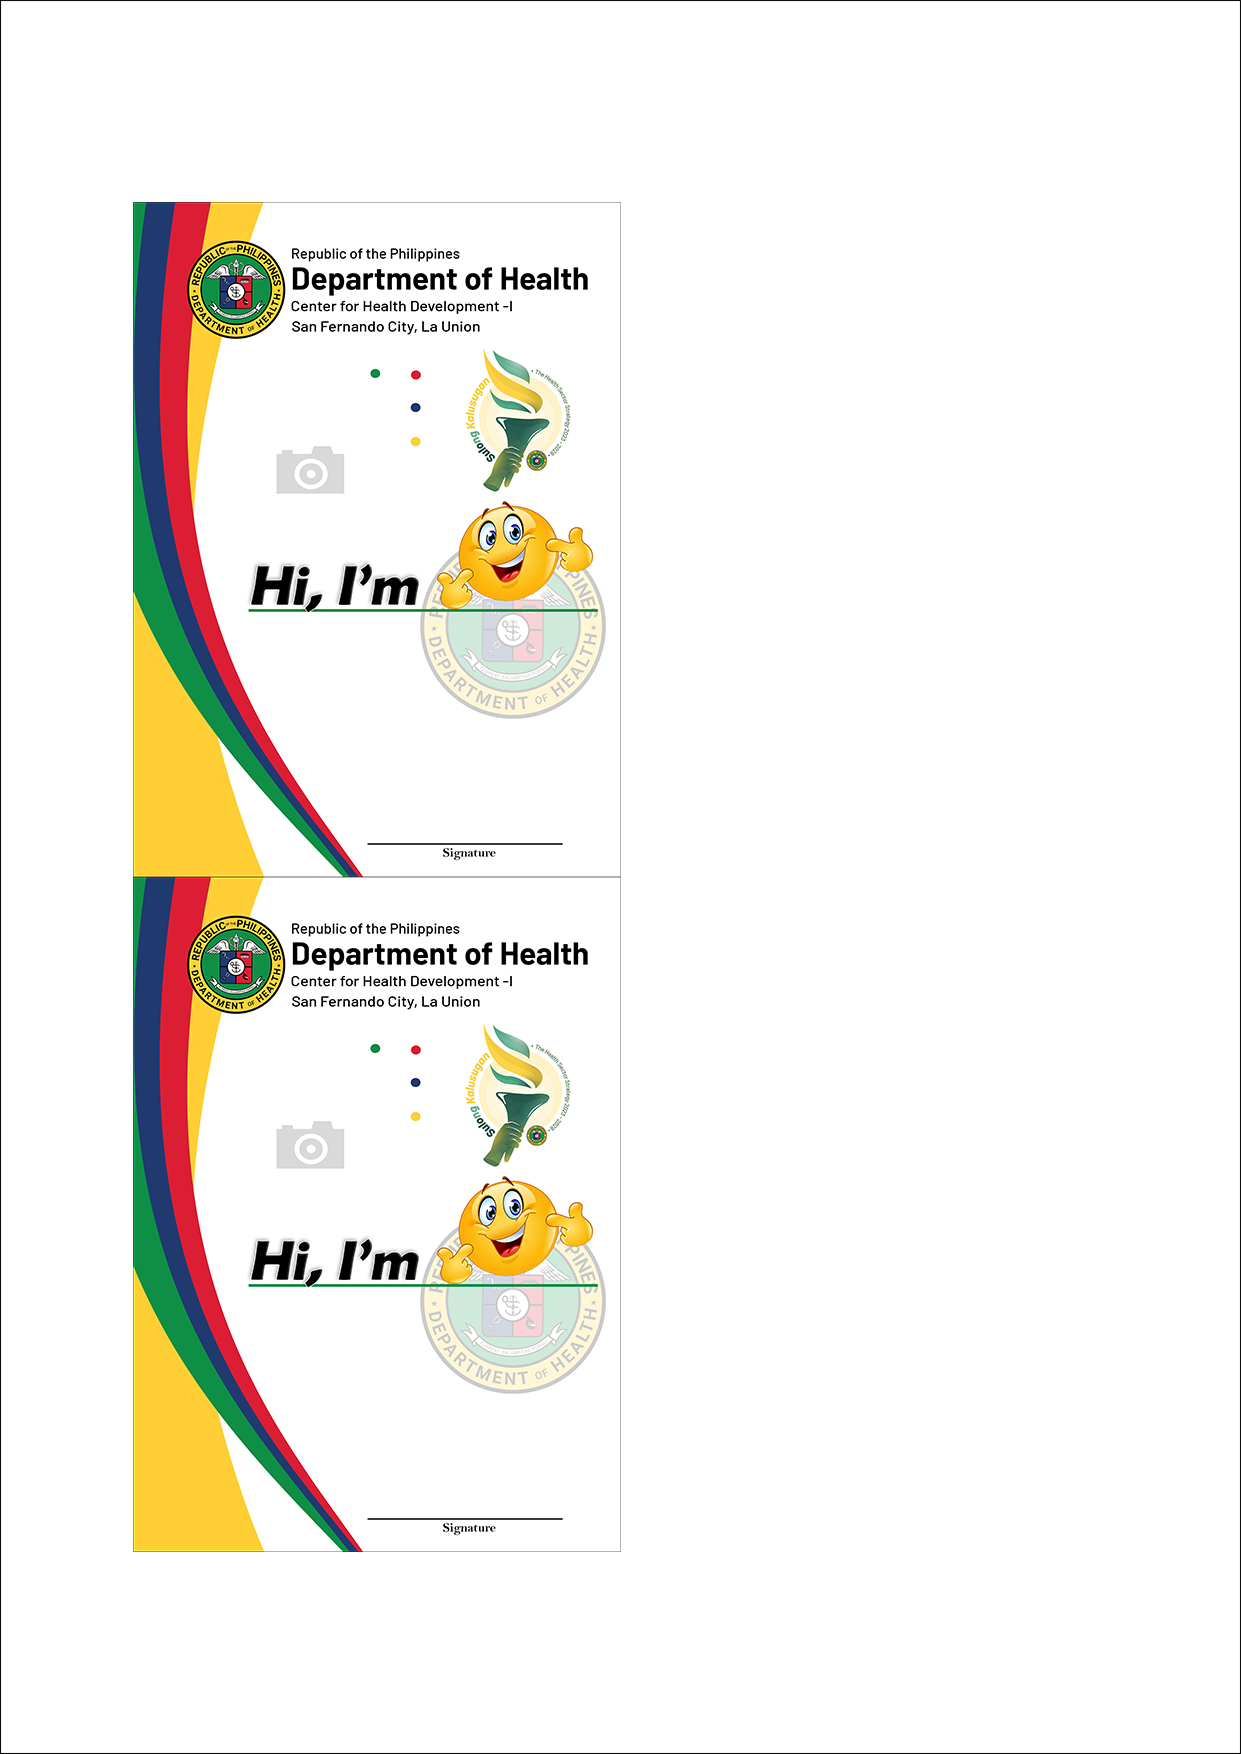 REPUBLIC OF THE PHILIPPINES
DEPARTMENT OF HEALTH
Republic of the Philippines
Department of Health
Center for Health Development -I
San Fernando City, La Union
Sulong Kalusugan
• The Health Sector Strategy 2023-2028 •
Hi, I'm
DEPARTMENT OF HEALTH
Signature
REPUBLIC OF THE PHILIPPINES
DEPARTMENT OF HEALTH
Republic of the Philippines
Department of Health
Center for Health Development -I
San Fernando City, La Union
Sulong Kalusugan
• The Health Sector Strategy 2023-2028 •
Hi, I'm
DEPARTMENT OF HEALTH
Signature